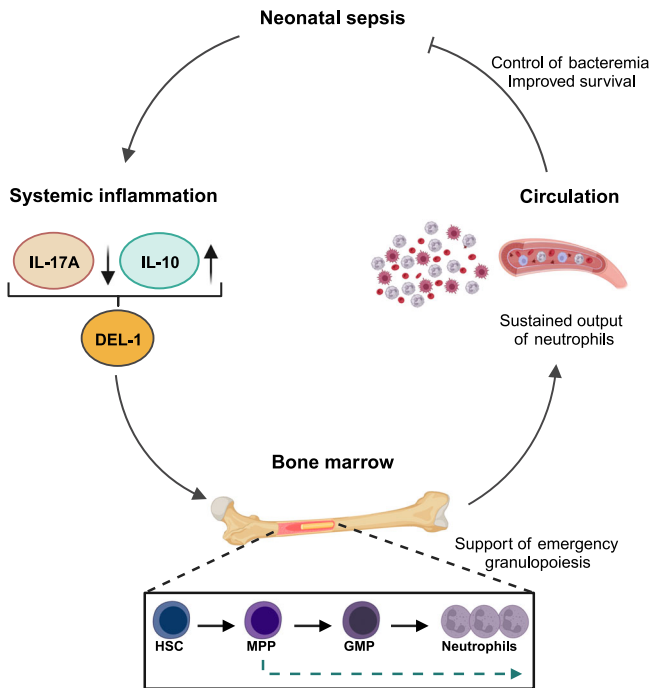 Neonatal sepsis
Control of bacteremia
Improved survival
Systemic inflammation
Circulation
IL-17A
IL-10
DEL-1
Sustained output
of neutrophils
Bone marrow
Support of emergency
granulopoiesis
HSC
MPP
GMP
Neutrophils